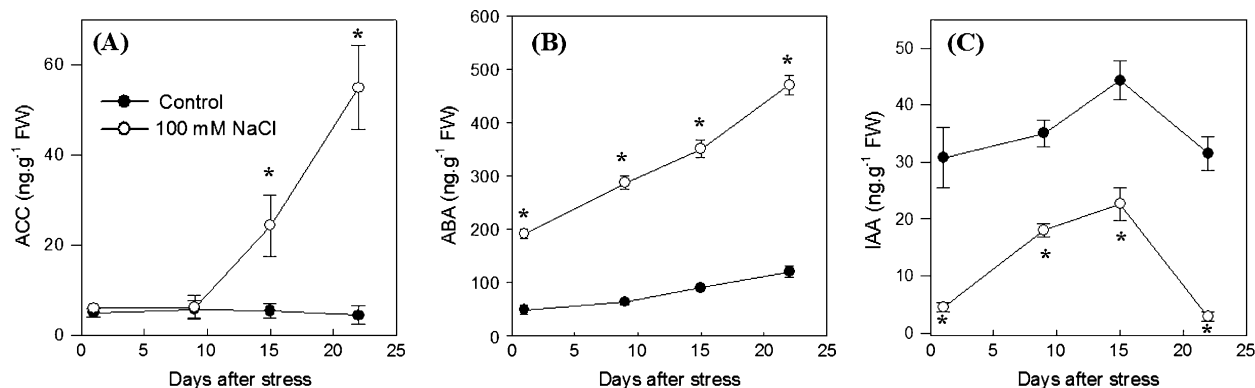 (A)
ACC (ng.g⁻¹ FW)
60
40
20
0
Control
100 mM NaCl
*
*
0 5 10 15 20 25
Days after stress
(B)
ABA (ng.g⁻¹ FW)
600
500
400
300
200
100
0
*
*
*
*
0 5 10 15 20 25
Days after stress
(C)
IAA (ng.g⁻¹ FW)
50
40
30
20
10
0
*
*
*
*
0 5 10 15 20 25
Days after stress